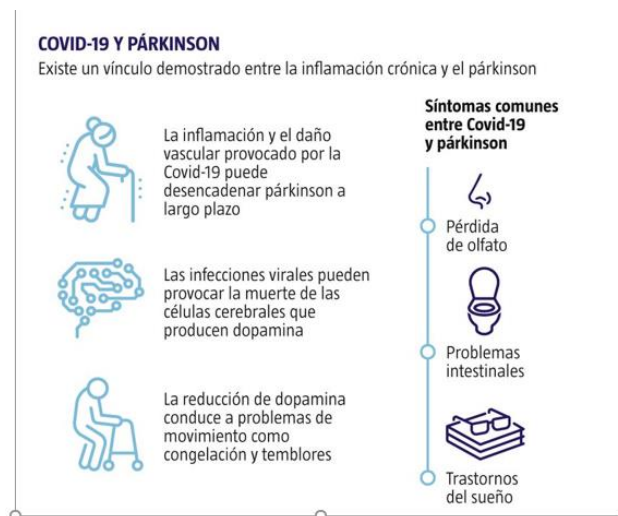 COVID-19 Y PÁRKINSON
Existe un vínculo demostrado entre la inflamación crónica y el párkinson
La inflamación y el daño
vascular provocado por la
Covid-19 puede
desencadenar párkinson a
largo plazo
Las infecciones virales pueden
provocar la muerte de las
células cerebrales que
producen dopamina
La reducción de dopamina
conduce a problemas de
movimiento como
congelación y temblores
Síntomas comunes
entre Covid-19
y párkinson
Pérdida
de olfato
Problemas
intestinales
Trastornos
del sueño